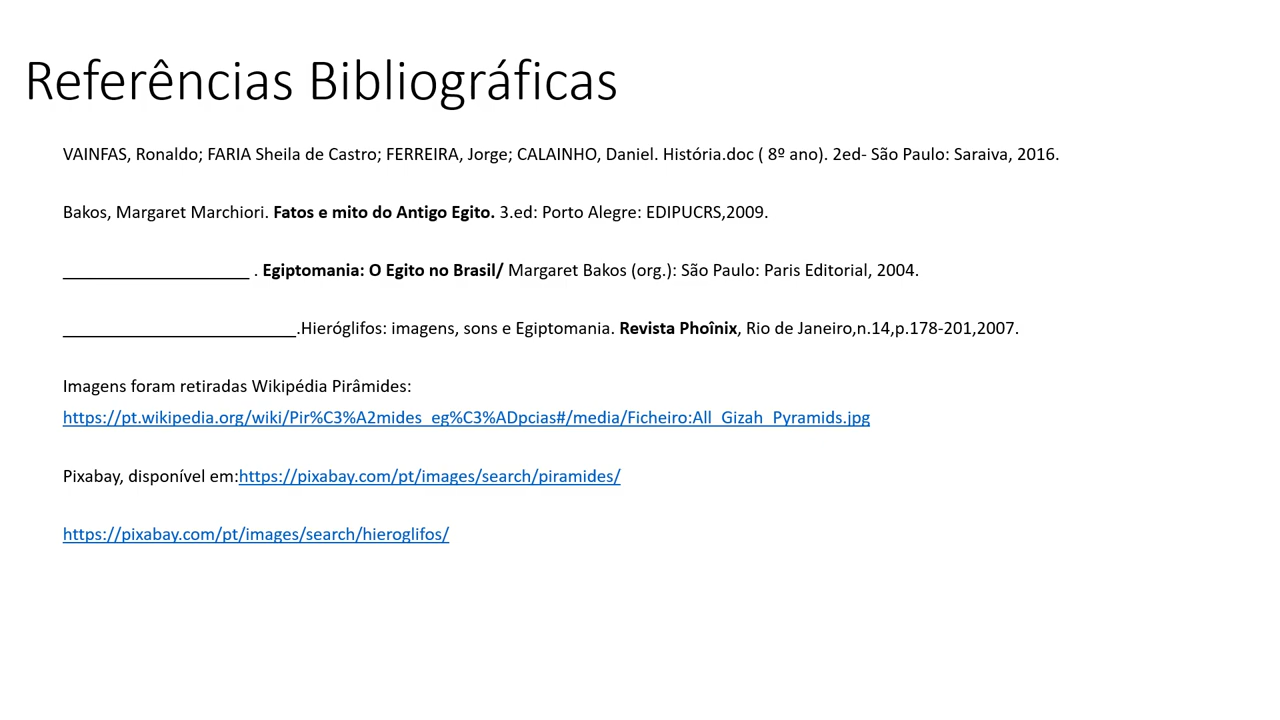 Referências Bibliográficas
VAINFAS, Ronaldo; FARIA Sheila de Castro; FERREIRA, Jorge; CALAINHO, Daniel. História.doc ( 8º ano). 2ed- São Paulo: Saraiva, 2016.
Bakos, Margaret Marchiori. Fatos e mito do Antigo Egito. 3.ed: Porto Alegre: EDIPUCRS,2009.
____________________ . Egiptomania: O Egito no Brasil/ Margaret Bakos (org.): São Paulo: Paris Editorial, 2004.
_________________________.Hieróglifos: imagens, sons e Egiptomania. Revista Phoînix, Rio de Janeiro,n.14,p.178-201,2007.
Imagens foram retiradas Wikipédia Pirâmides:
https://pt.wikipedia.org/wiki/Pir%C3%A2mides_eg%C3%ADpcias#/media/Ficheiro:All_Gizah_Pyramids.jpg
Pixabay, disponível em:https://pixabay.com/pt/images/search/piramides/
https://pixabay.com/pt/images/search/hieroglifos/